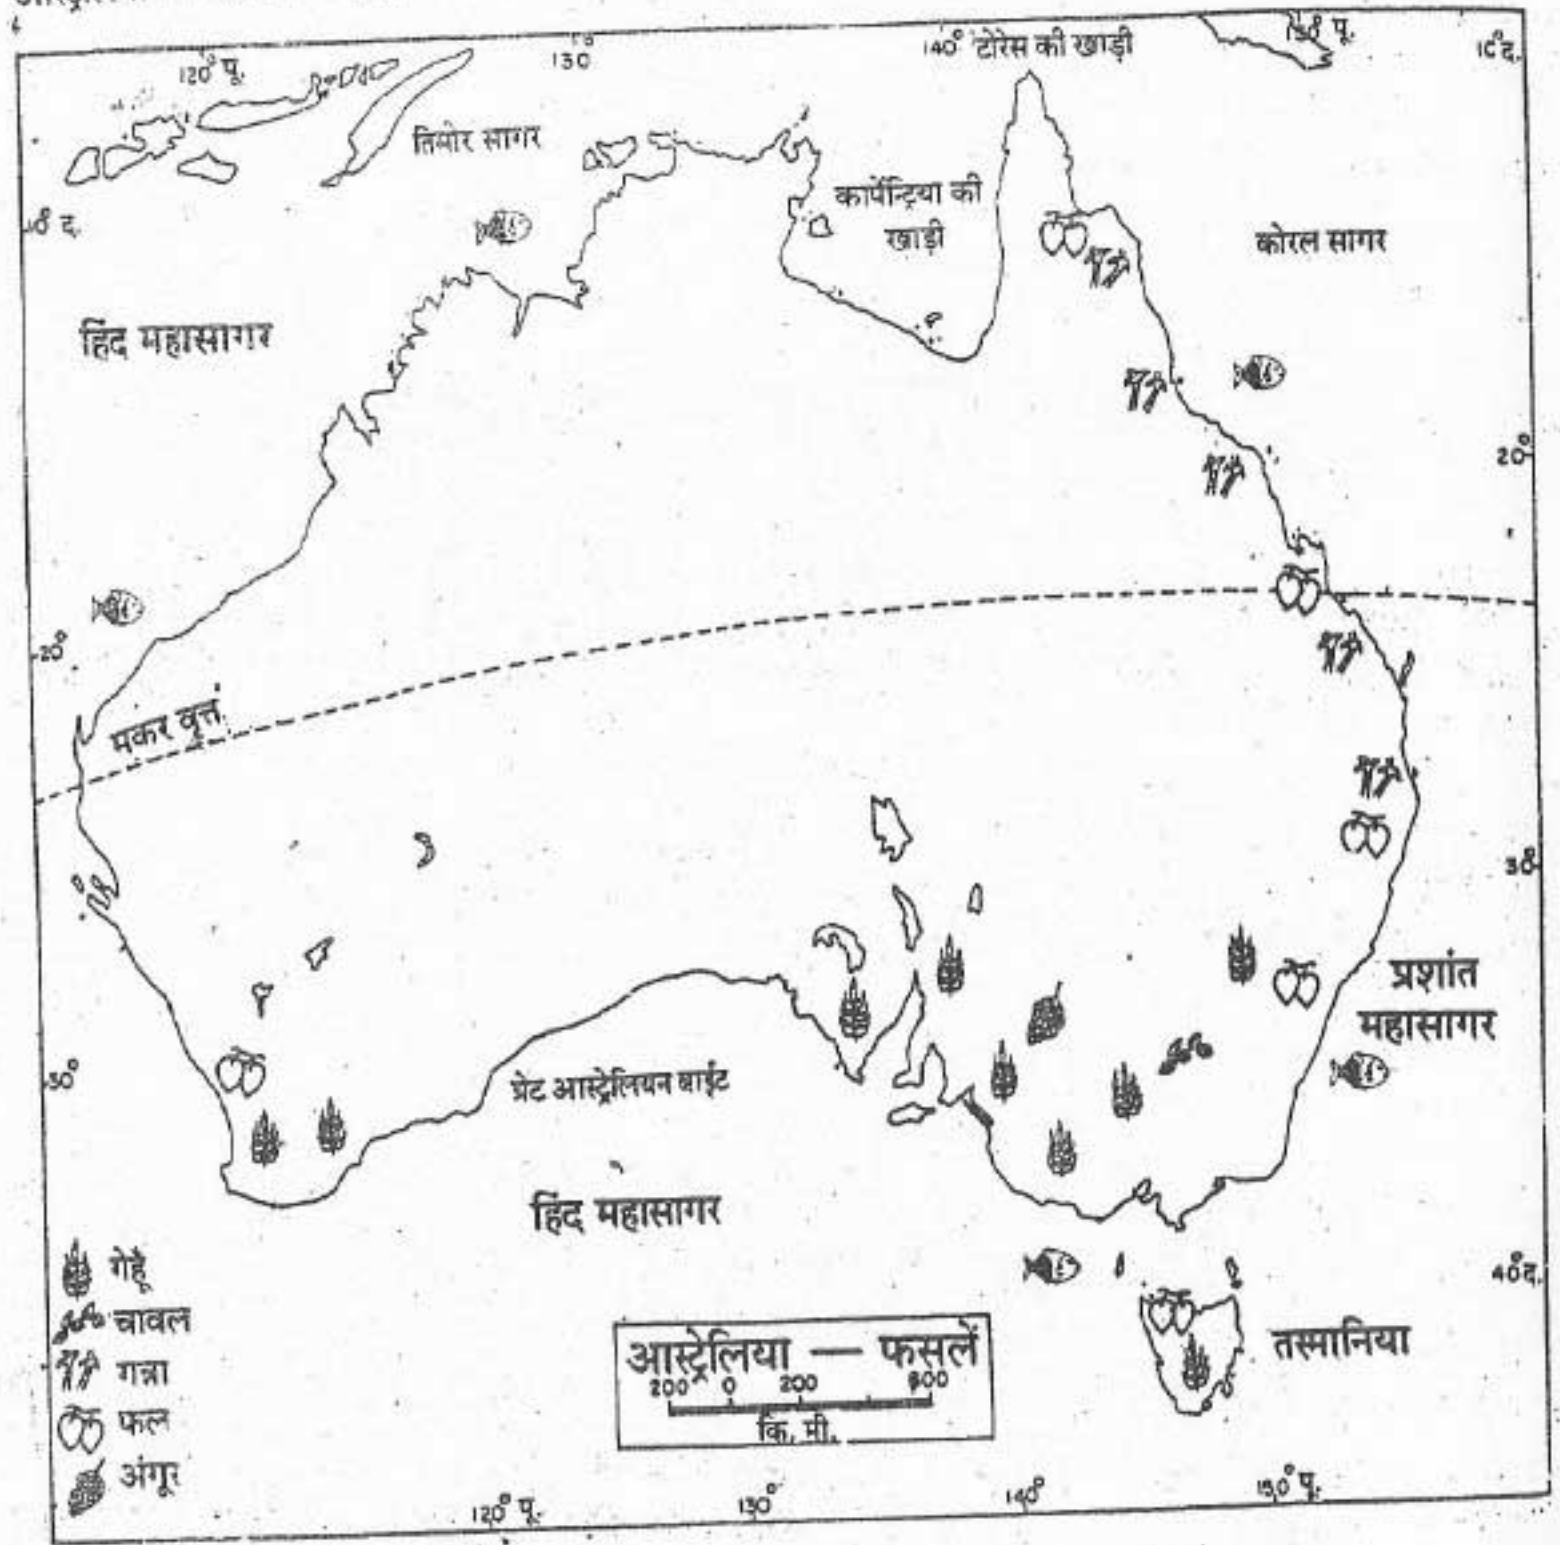 120° पू.
130°
140°
टोरेस की खाड़ी
150° पू.
10° द.
तिमोर सागर
कार्पेन्ट्रिया की
खाड़ी
कोरल सागर
10° द.
हिंद महासागर
20°
20°
मकर वृत्त
30°
प्रशांत
महासागर
30°
ग्रेट आस्ट्रेलियन बाईट
हिंद महासागर
गेहूँ
चावल
गन्ना
फल
अंगूर
40° द.
तस्मानिया
आस्ट्रेलिया — फसलें
200 0 200 600
कि. मी.
120° पू.
130°
140°
150° पू.